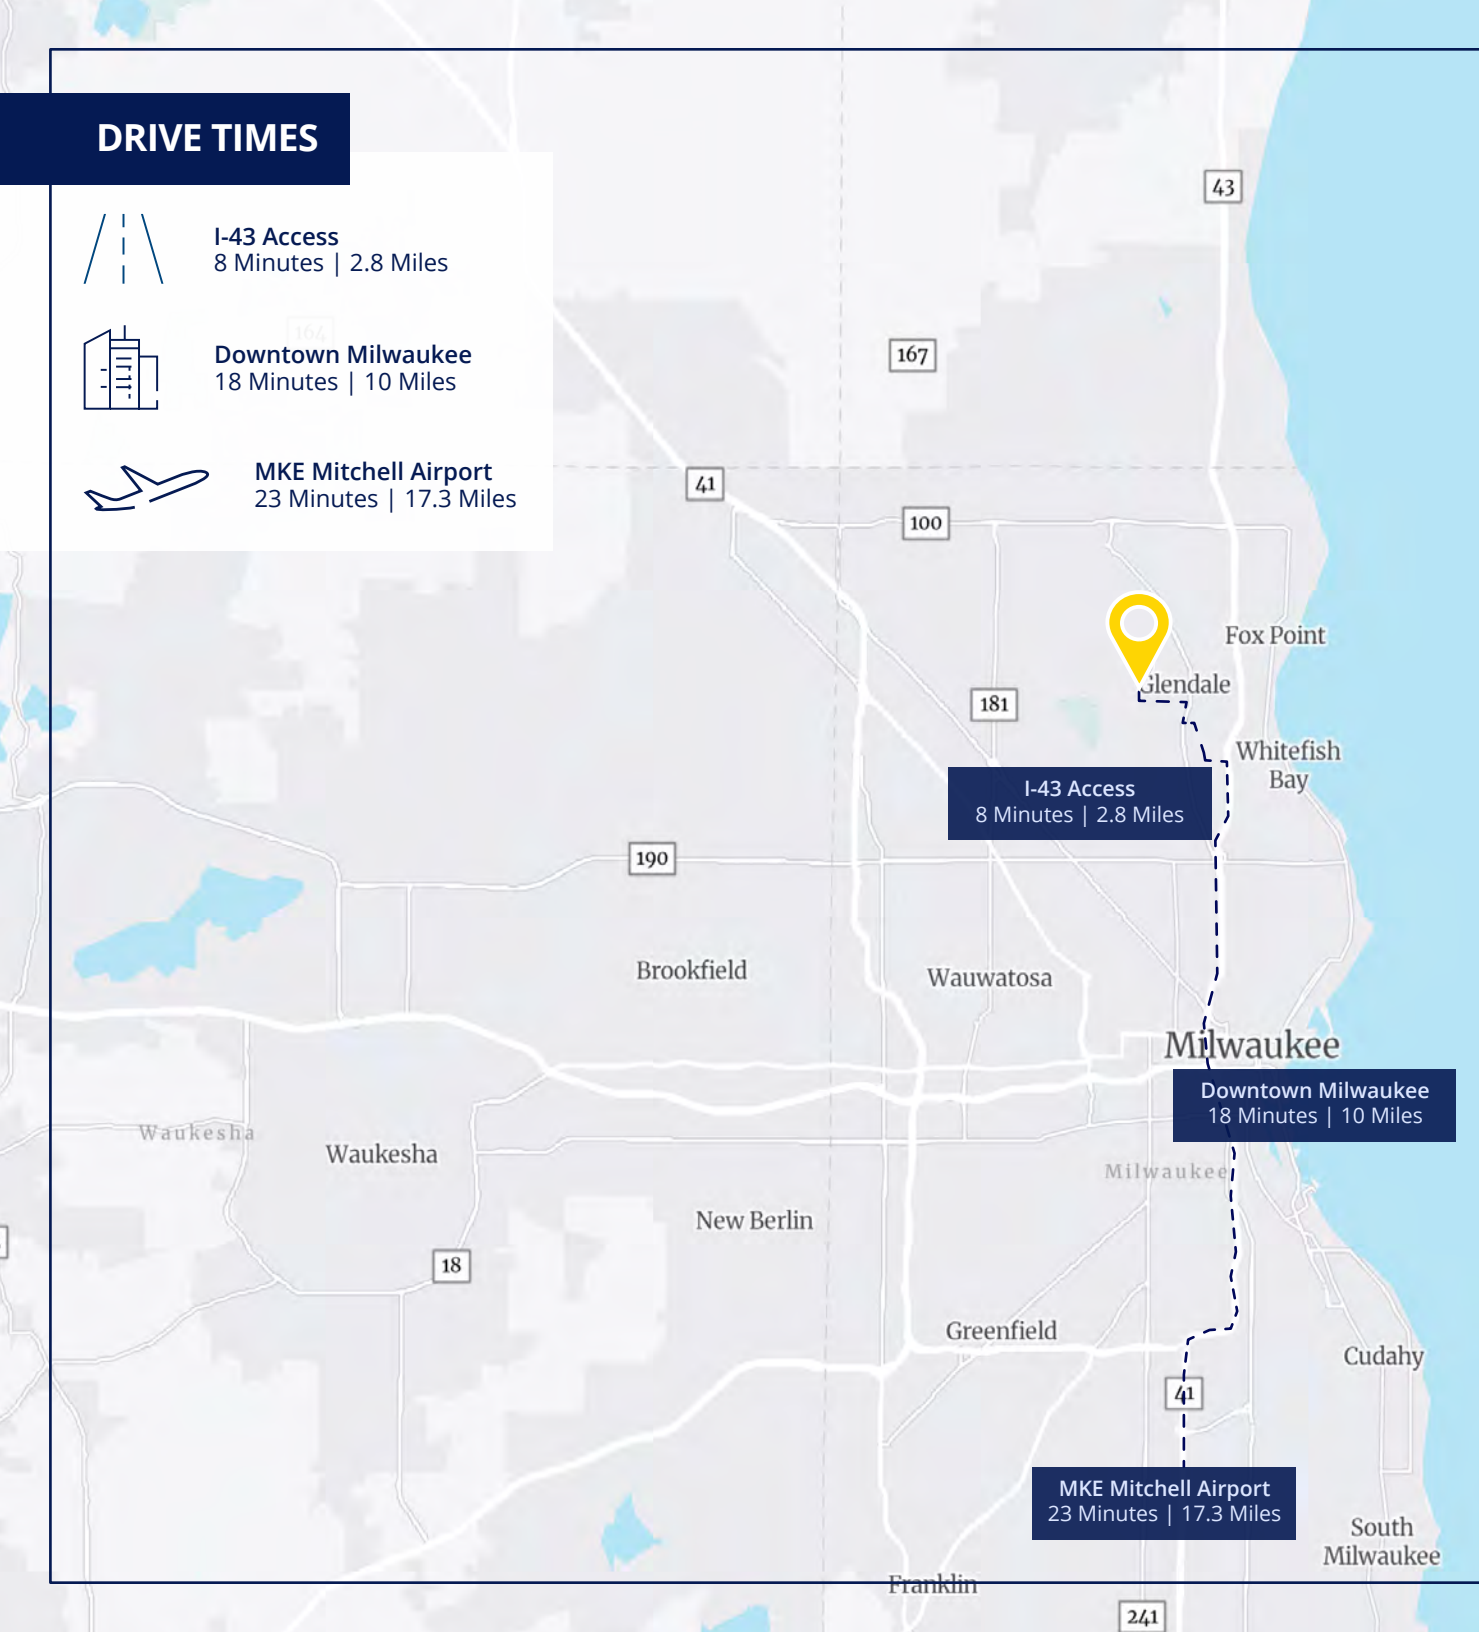 DRIVE TIMES
I-43 Access
8 Minutes | 2.8 Miles
164
Downtown Milwaukee
18 Minutes | 10 Miles
MKE Mitchell Airport
23 Minutes | 17.3 Miles
43
167
41
100
Fox Point
Glendale
181
Whitefish
Bay
I-43 Access
8 Minutes | 2.8 Miles
190
Brookfield
Wauwatosa
Milwaukee
Downtown Milwaukee
18 Minutes | 10 Miles
Waukesha
Waukesha
Milwaukee
New Berlin
18
Greenfield
Cudahy
41
MKE Mitchell Airport
23 Minutes | 17.3 Miles
South
Milwaukee
Franklin
241